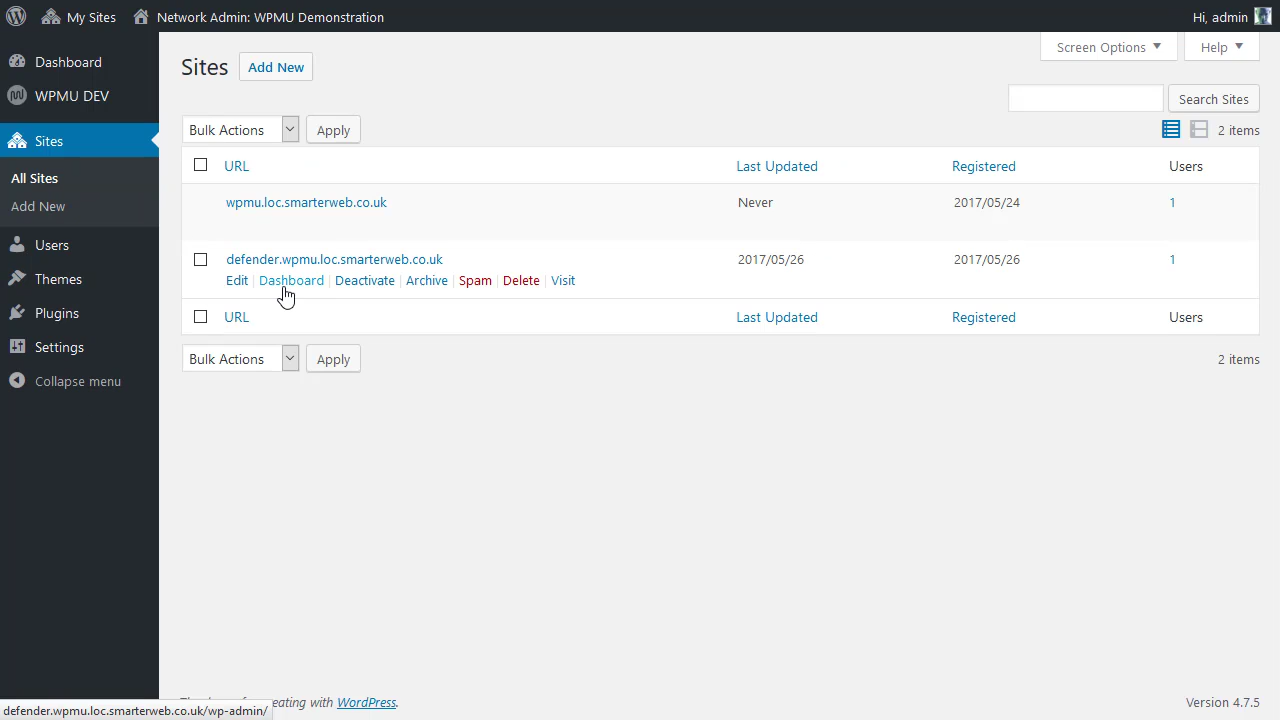 My Sites Network Admin: WPMU Demonstration Hi, admin
Screen Options Help
Dashboard
WPMU DEV
Sites
All Sites
Add New
Users
Themes
Plugins
Settings
Collapse menu
Sites Add New
Search Sites
Bulk Actions Apply 2 items
URL Last Updated Registered Users
wpmu.loc.smarterweb.co.uk Never 2017/05/24 1
defender.wpmu.loc.smarterweb.co.uk 2017/05/26 2017/05/26 1
Edit | Dashboard | Deactivate | Archive | Spam | Delete | Visit
URL Last Updated Registered Users
Bulk Actions Apply 2 items
eating with WordPress. Version 4.7.5
defender.wpmu.loc.smarterweb.co.uk/wp-admin/